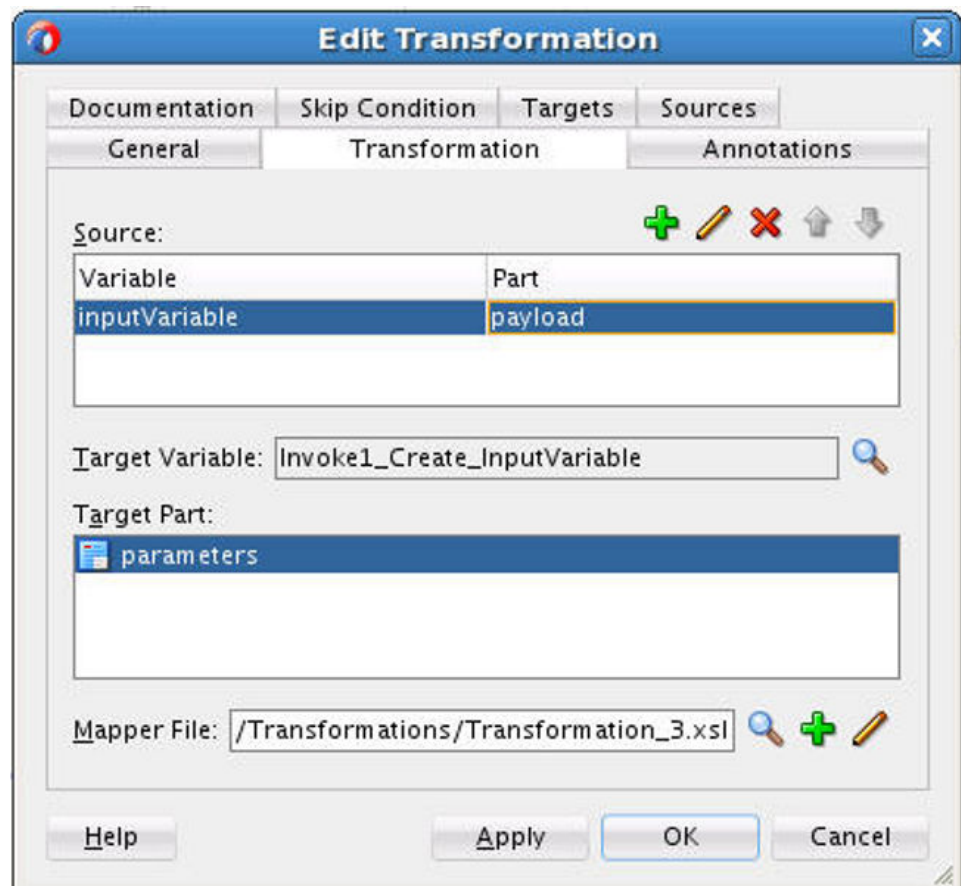 Edit Transformation
Documentation Skip Condition Targets Sources
General Transformation Annotations
Source:
Variable Part
inputVariable payload
Target Variable: Invoke1_Create_InputVariable
Target Part:
parameters
Mapper File: /Transformations/Transformation_3.xsl
Help Apply OK Cancel